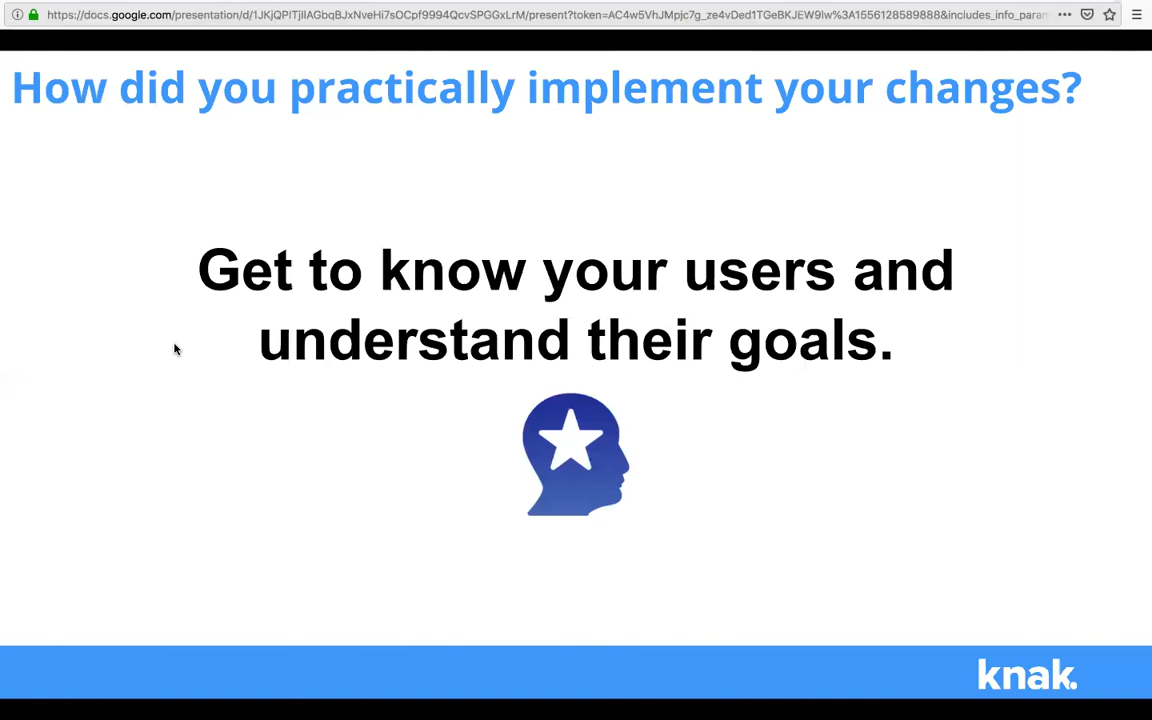 How did you practically implement your changes?
Get to know your users and
understand their goals.
knak.